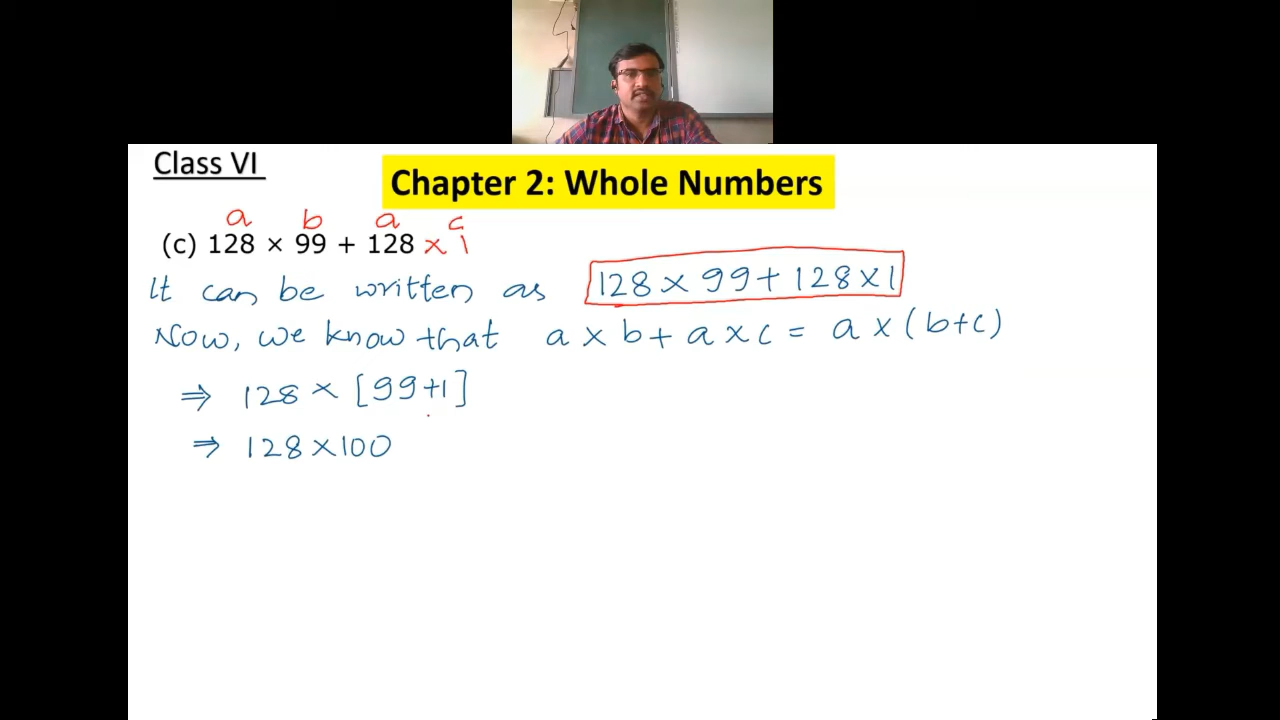 Class VI
Chapter 2: Whole Numbers
a b a c
(c) 128 × 99 + 128 × 1
It can be written as 128 × 99 + 128 × 1
Now, we know that a × b + a × c = a × (b+c)
⇒ 128 × [99+1]
⇒ 128 × 100